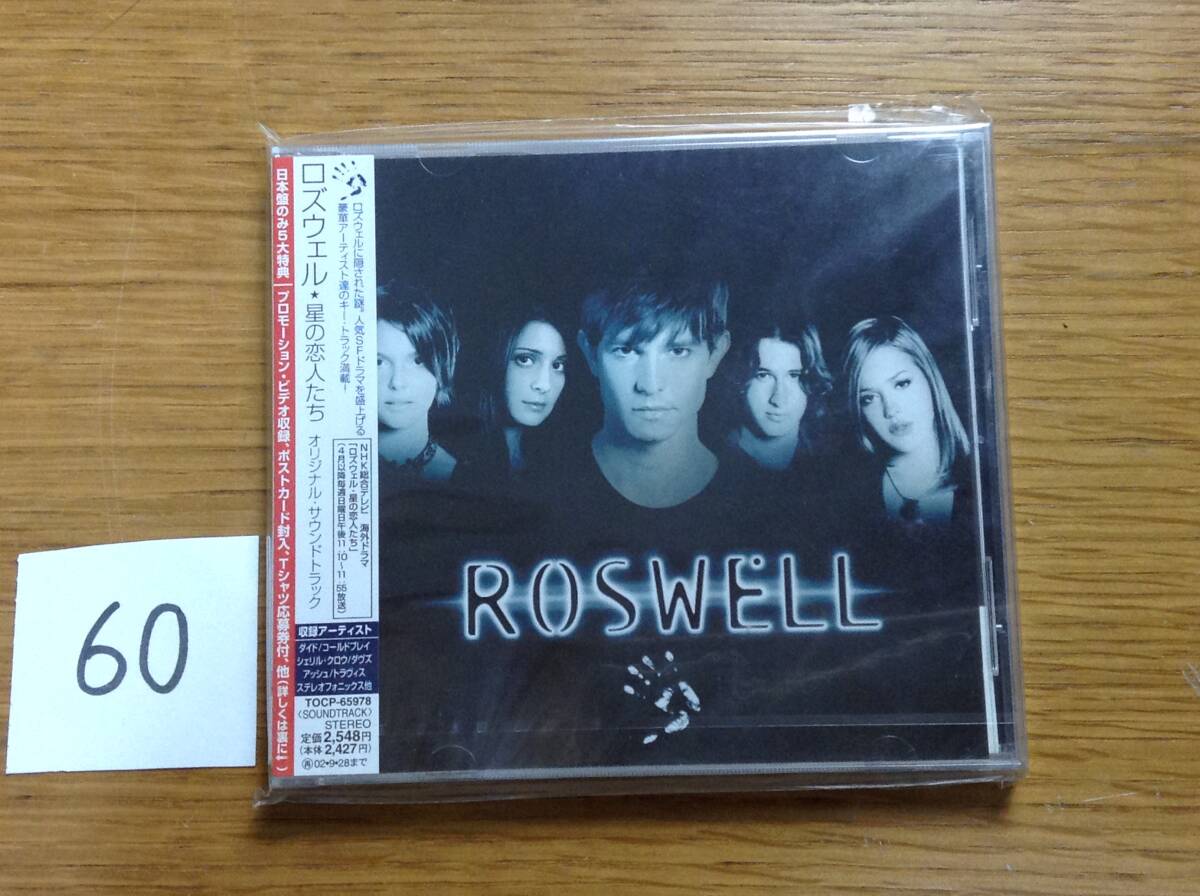 日本盤のみ5大特典 プロモーション・ビデオ収録、ポストカード封入、Tシャツ応募券付、他(詳しくは裏に!)
ロズウェル★星の恋人たち オリジナル・サウンドトラック
ロズウェルに隠された謎。人気SFドラマを盛上げる
豪華アーティスト達のキー・トラック満載!
NHK総合テレビ 海外ドラマ
「ロズウェル・星の恋人たち」
(4月以降毎週日曜日午後11:10〜11:55放送)
収録アーティスト
ダイド/コールドプレイ
シェリル・クロウ/ダヴズ
アッシュ/トラヴィス
ステレオフォニックス他
TOCP-65978
〈SOUNDTRACK〉
STEREO
定価2,548円
(本体2,427円)
再02・9・28まで
ROSWELL
60